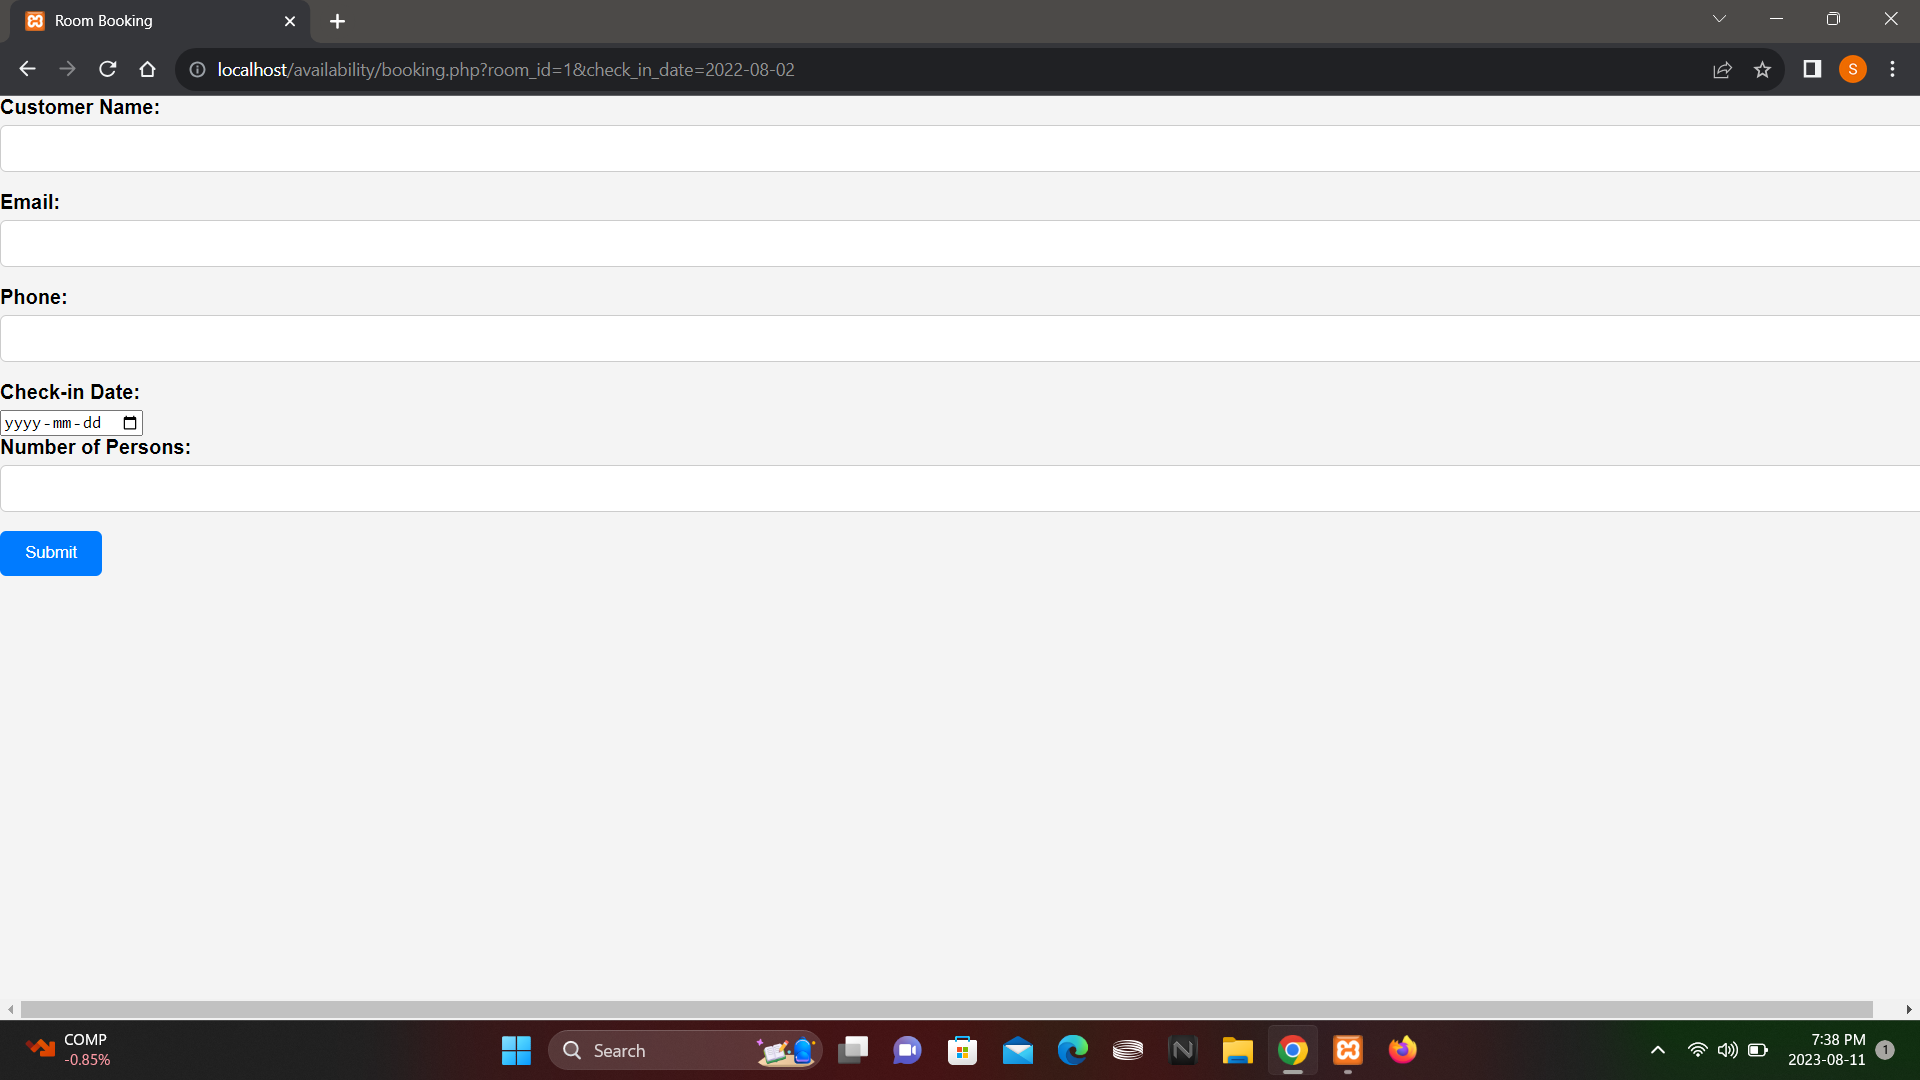 Room Booking
localhost/availability/booking.php?room_id=1&check_in_date=2022-08-02
S
Customer Name:
Email:
Phone:
Check-in Date:
yyyy-mm-dd
Number of Persons:
Submit
COMP
-0.85%
Search
N
7:38 PM
2023-08-11
1